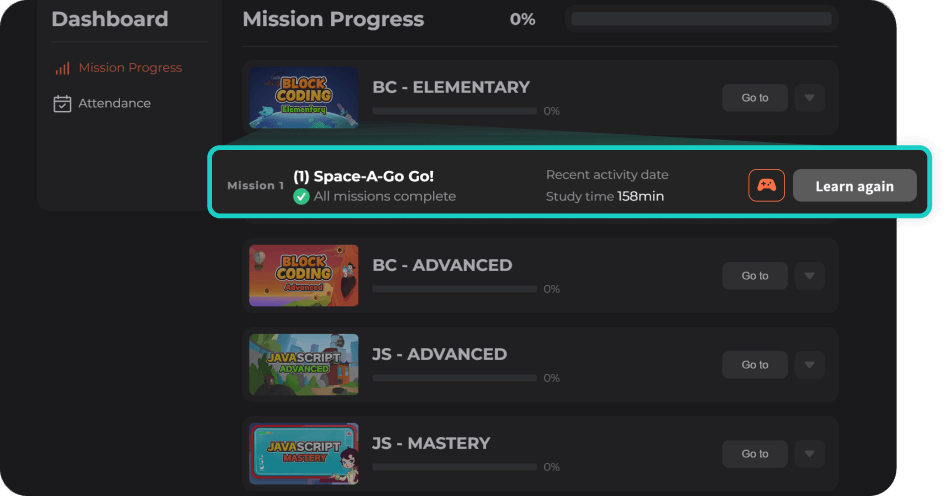 Dashboard
Mission Progress
Attendance
Mission Progress 0%
BLOCK
CODING
Elementary
BC - ELEMENTARY
0%
Go to
Mission 1
(1) Space-A-Go Go!
All missions complete
Recent activity date
Study time 158min
Learn again
BLOCK
CODING
Advanced
BC - ADVANCED
0%
Go to
JAVASCRIPT
ADVANCED
JS - ADVANCED
0%
Go to
JAVASCRIPT
MASTERY
JS - MASTERY
0%
Go to